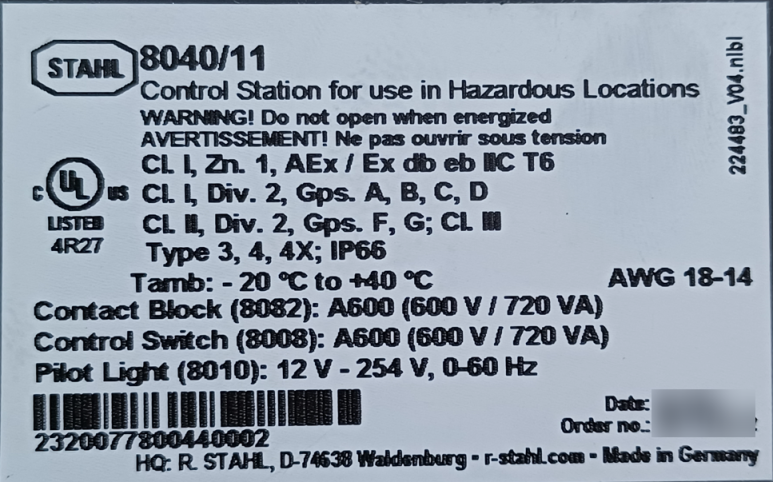 STAHL 8040/11
Control Station for use in Hazardous Locations
WARNING! Do not open when energized
AVERTISSEMENT! Ne pas ouvrir sous tension
CL I, Zn. 1, AEx / Ex db eb IIC T6
C UL US CL I, Div. 2, Gps. A, B, C, D
LISTED CL II, Div. 2, Gps. F, G; CL III
4R27 Type 3, 4, 4X; IP66
Tamb: - 20 °C to +40 °C AWG 18-14
Contact Block (8082): A600 (600 V / 720 VA)
Control Switch (8008): A600 (600 V / 720 VA)
Pilot Light (8010): 12 V - 254 V, 0-60 Hz
Date:
Order no.:
2320077800440002
HQ: R. STAHL, D-74638 Waldenburg - r-stahl.com - Made in Germany
224483_V04.nlbl